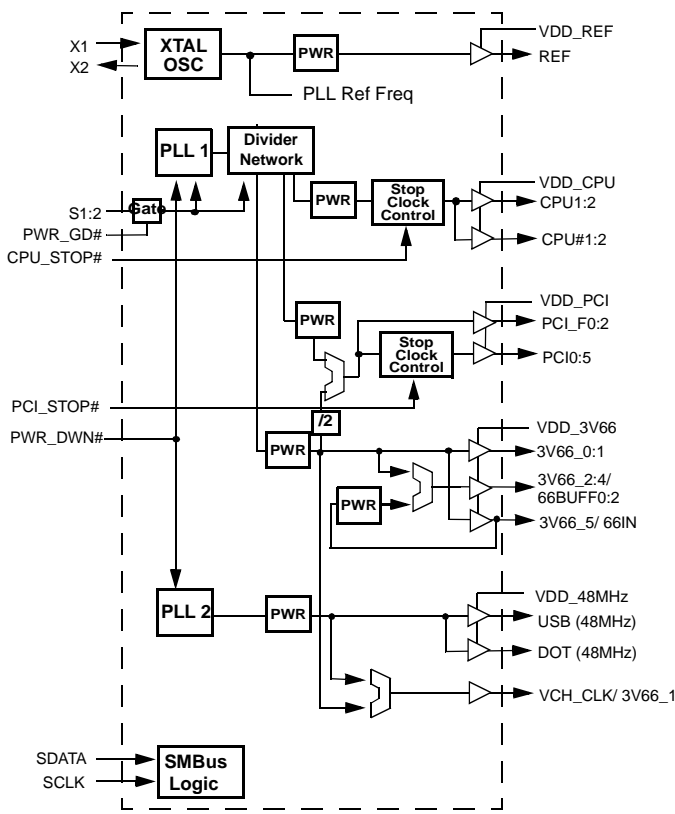 VDD_REF
X1
XTAL
OSC
PWR
REF
X2
PLL Ref Freq
PLL 1
Divider
Network
VDD_CPU
PWR
Stop
Clock
Control
CPU1:2
S1:2
Gate
PWR_GD#
CPU#1:2
CPU_STOP#
VDD_PCI
PWR
PCI_F0:2
Stop
Clock
Control
PCI0:5
PCI_STOP#
/2
VDD_3V66
PWR_DWN#
PWR
3V66_0:1
3V66_2:4/
66BUFF0:2
PWR
3V66_5/ 66IN
VDD_48MHz
PLL 2
PWR
USB (48MHz)
DOT (48MHz)
VCH_CLK/ 3V66_1
SDATA
SCLK
SMBus
Logic